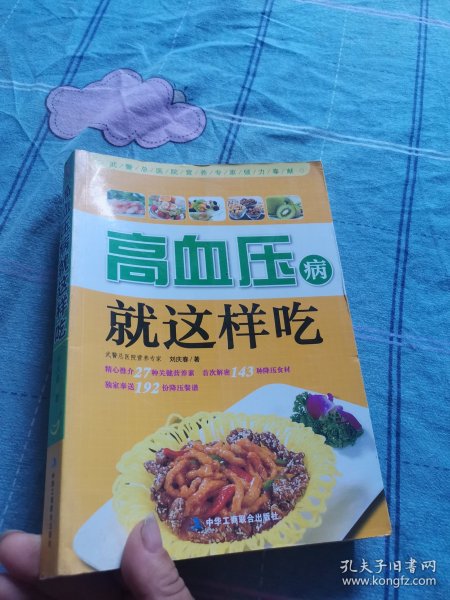 武警总医院营养专家强力奉献
高血压病
就这样吃
武警总医院营养专家 刘庆春/著
精心推介27种关键营养素 首次解密143种降压食材
独家奉送192份降压餐谱
中华工商联合出版社
孔夫子旧书网
www.kongfz.com